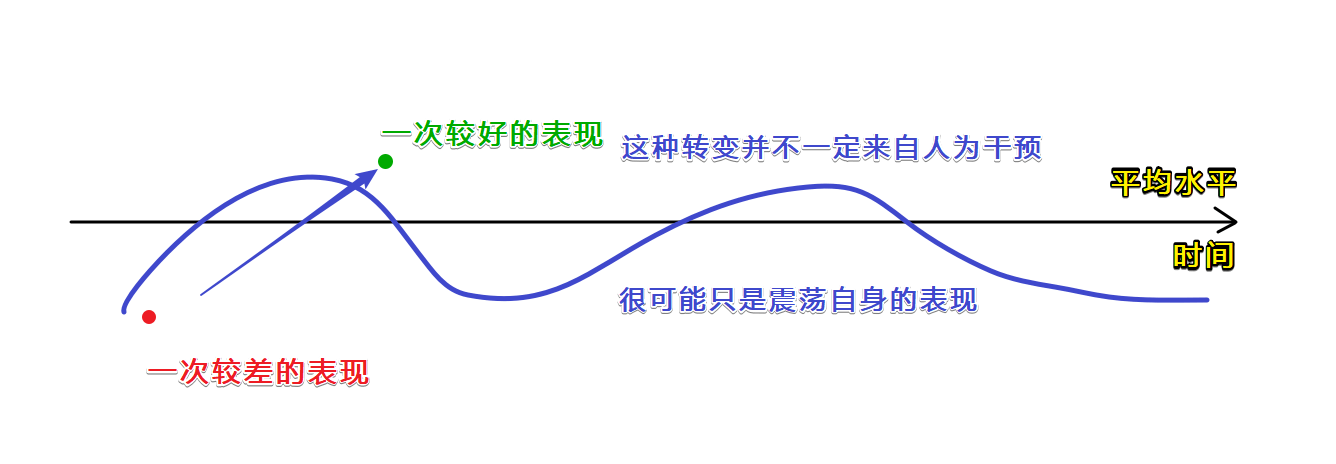 一次较好的表现
这种转变并不一定来自人为干预
平均水平
时间
很可能只是震荡自身的表现
一次较差的表现